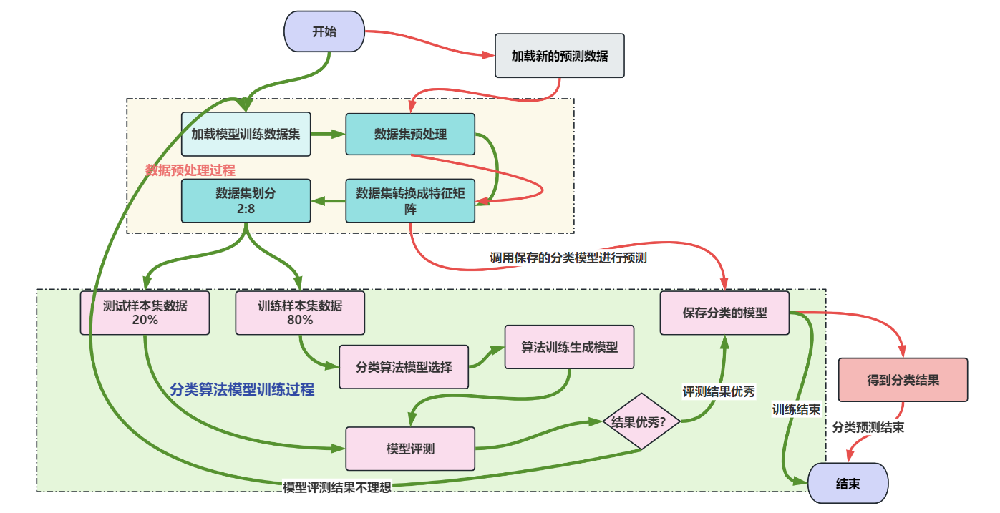 开始
加载新的预测数据
加载模型训练数据集
数据集预处理
数据预处理过程
数据集划分
2:8
数据集转换成特征矩
阵
调用保存的分类模型进行预测
测试样本集数据
20%
训练样本集数据
80%
保存分类的模型
分类算法模型选择
算法训练生成模型
得到分类结果
分类算法模型训练过程
评测结果优秀
训练结束
结果优秀?
分类预测结束
模型评测
模型评测结果不理想
结束